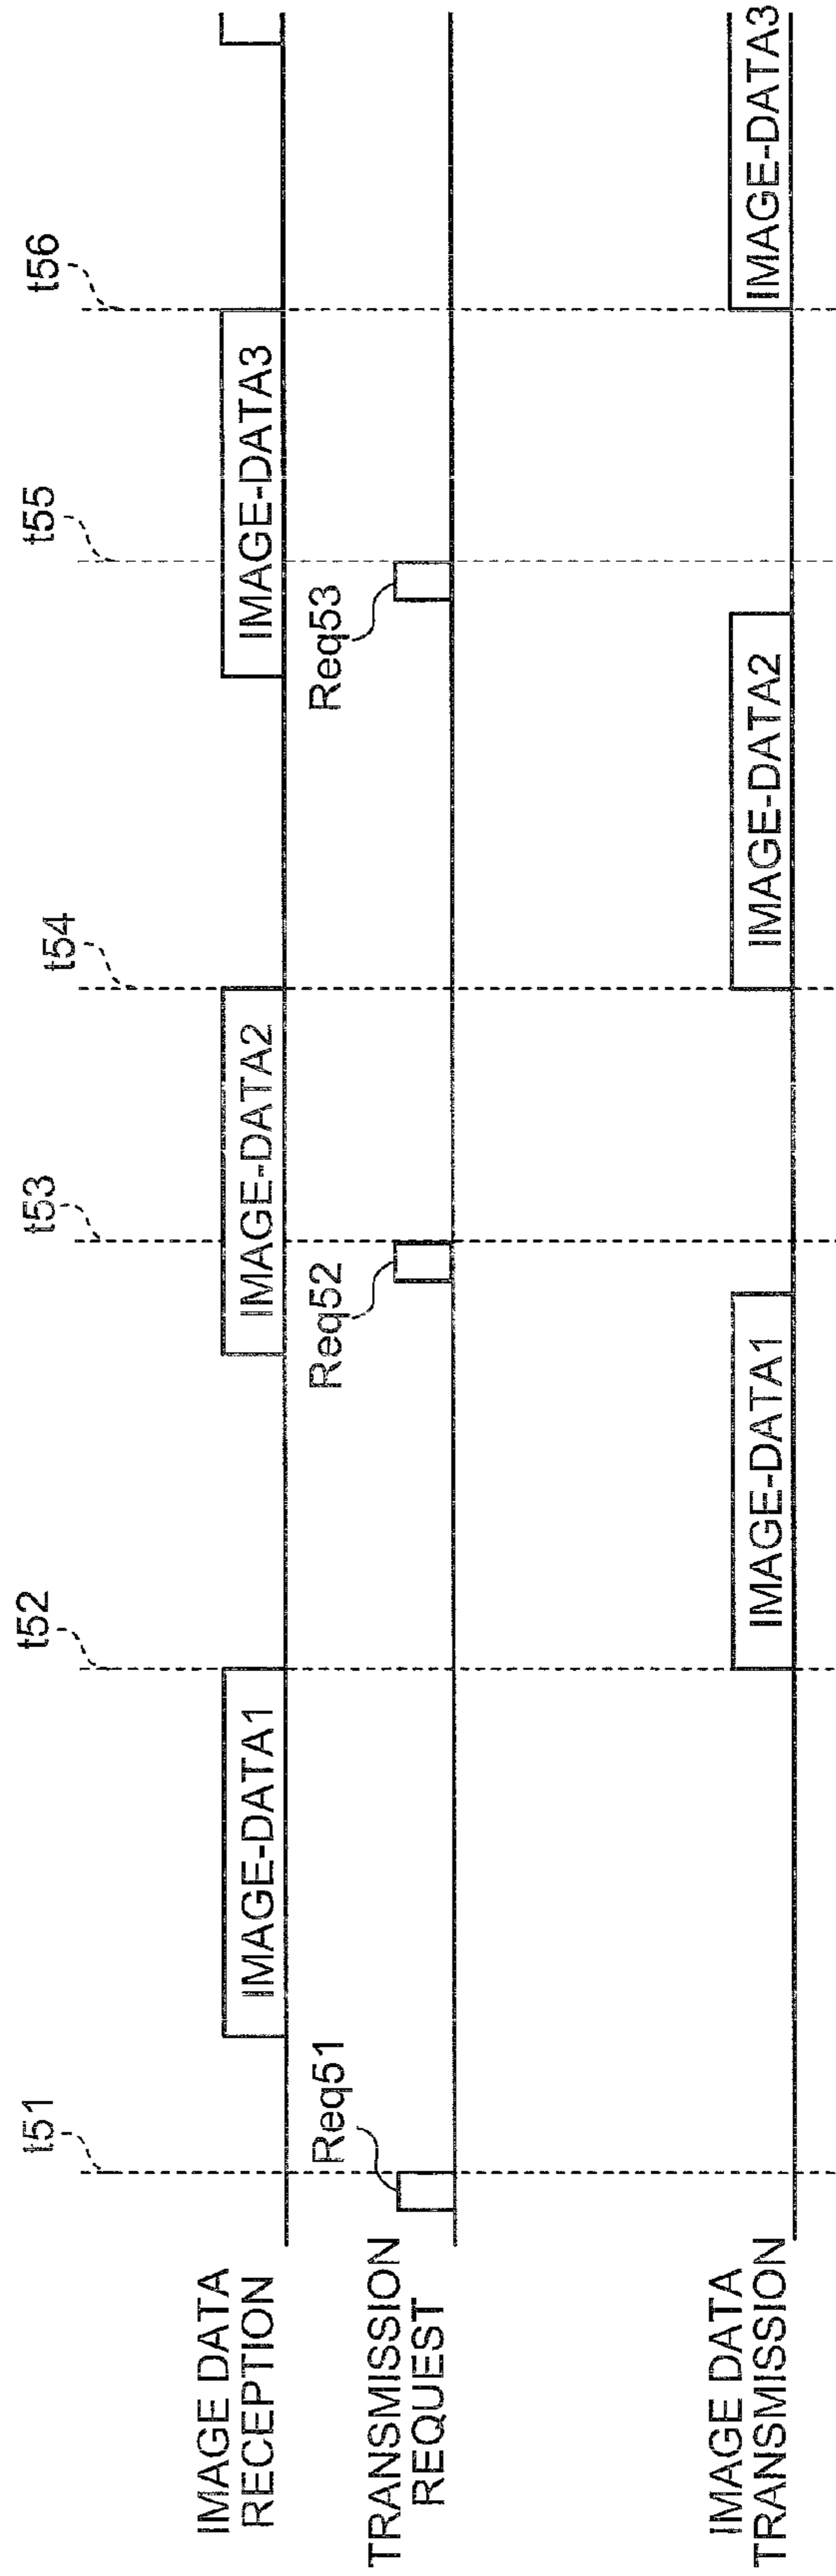 t51
t52
t53
t54
t55
t56
IMAGE DATA
RECEPTION
IMAGE-DATA1
IMAGE-DATA2
IMAGE-DATA3
TRANSMISSION
REQUEST
Req51
Req52
Req53
IMAGE DATA
TRANSMISSION
IMAGE-DATA1
IMAGE-DATA2
IMAGE-DATA3